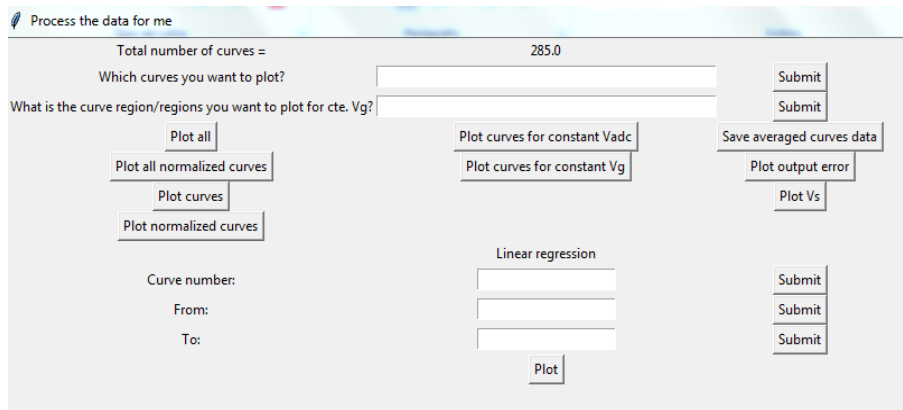 Process the data for me
Total number of curves = 285.0
Which curves you want to plot? Submit
What is the curve region/regions you want to plot for cte. Vg? Submit
Plot all Plot curves for constant Vadc Save averaged curves data
Plot all normalized curves Plot curves for constant Vg Plot output error
Plot curves Plot Vs
Plot normalized curves
Linear regression
Curve number: Submit
From: Submit
To: Submit
Plot